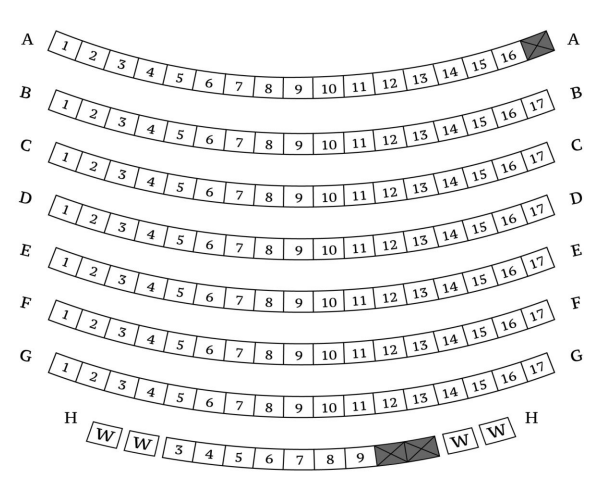 A 1 2 3 4 5 6 7 8 9 10 11 12 13 14 15 16 A
B 1 2 3 4 5 6 7 8 9 10 11 12 13 14 15 16 17 B
C 1 2 3 4 5 6 7 8 9 10 11 12 13 14 15 16 17 C
D 1 2 3 4 5 6 7 8 9 10 11 12 13 14 15 16 17 D
E 1 2 3 4 5 6 7 8 9 10 11 12 13 14 15 16 17 E
F 1 2 3 4 5 6 7 8 9 10 11 12 13 14 15 16 17 F
G 1 2 3 4 5 6 7 8 9 10 11 12 13 14 15 16 17 G
H W W 3 4 5 6 7 8 9 W W H